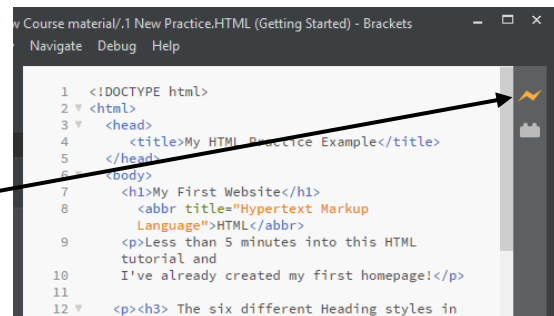 w Course material/.1 New Practice.HTML (Getting Started) - Brackets
Navigate Debug Help
1 <!DOCTYPE html>
2 <html>
3 <head>
4 <title>My HTML Practice Example</title>
5 </head>
6 <body>
7 <h1>My First Website</h1>
8 <abbr title="Hypertext Markup
Language">HTML</abbr>
9 <p>Less than 5 minutes into this HTML
tutorial and
10 I've already created my first homepage!</p>
11
12 <p><h3> The six different Heading styles in